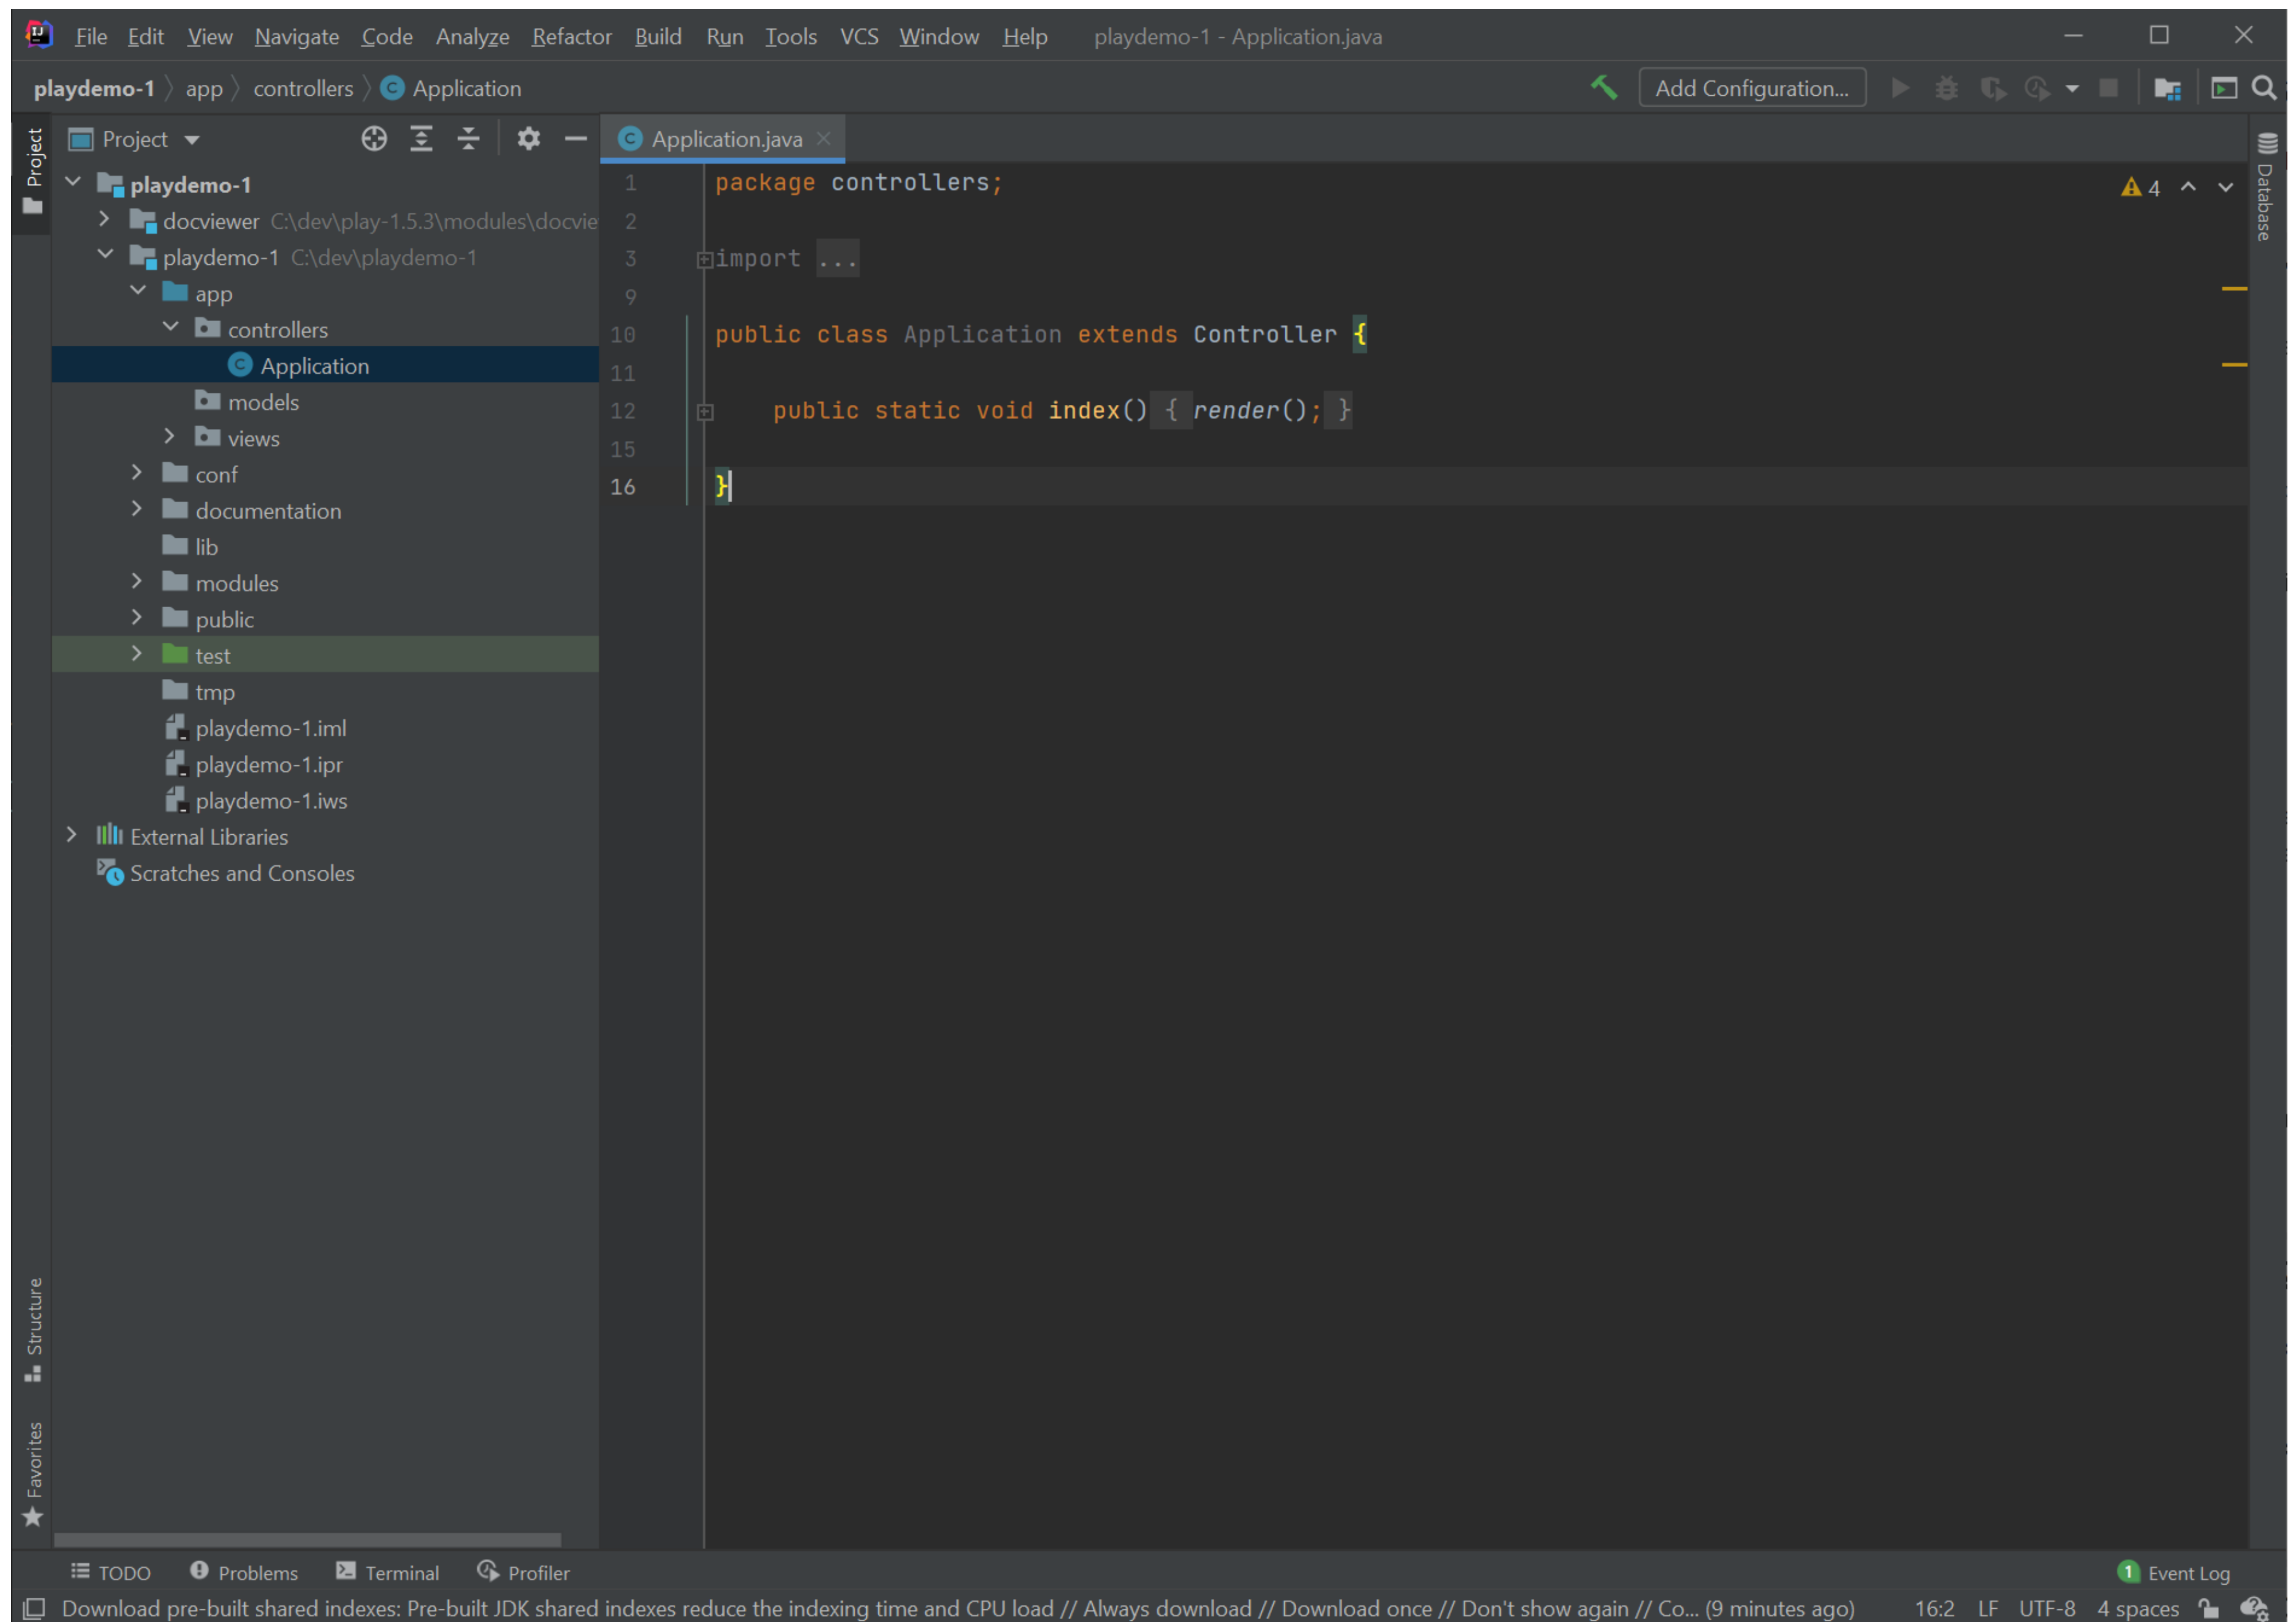 File Edit View Navigate Code Analyze Refactor Build Run Tools VCS Window Help playdemo-1 - Application.java
playdemo-1 app controllers Application Add Configuration...
Project
Project
Application.java
playdemo-1
docviewer C:\dev\play-1.5.3\modules\docvie
playdemo-1 C:\dev\playdemo-1
app
controllers
Application
models
views
conf
documentation
lib
modules
public
test
tmp
playdemo-1.iml
playdemo-1.ipr
playdemo-1.iws
External Libraries
Scratches and Consoles
1 package controllers;
2
3 import ...
9
10 public class Application extends Controller {
11
12 public static void index() { render(); }
15
16 }
4
Database
Structure
Favorites
TODO Problems Terminal Profiler 1 Event Log
Download pre-built shared indexes: Pre-built JDK shared indexes reduce the indexing time and CPU load // Always download // Download once // Don't show again // Co... (9 minutes ago) 16:2 LF UTF-8 4 spaces